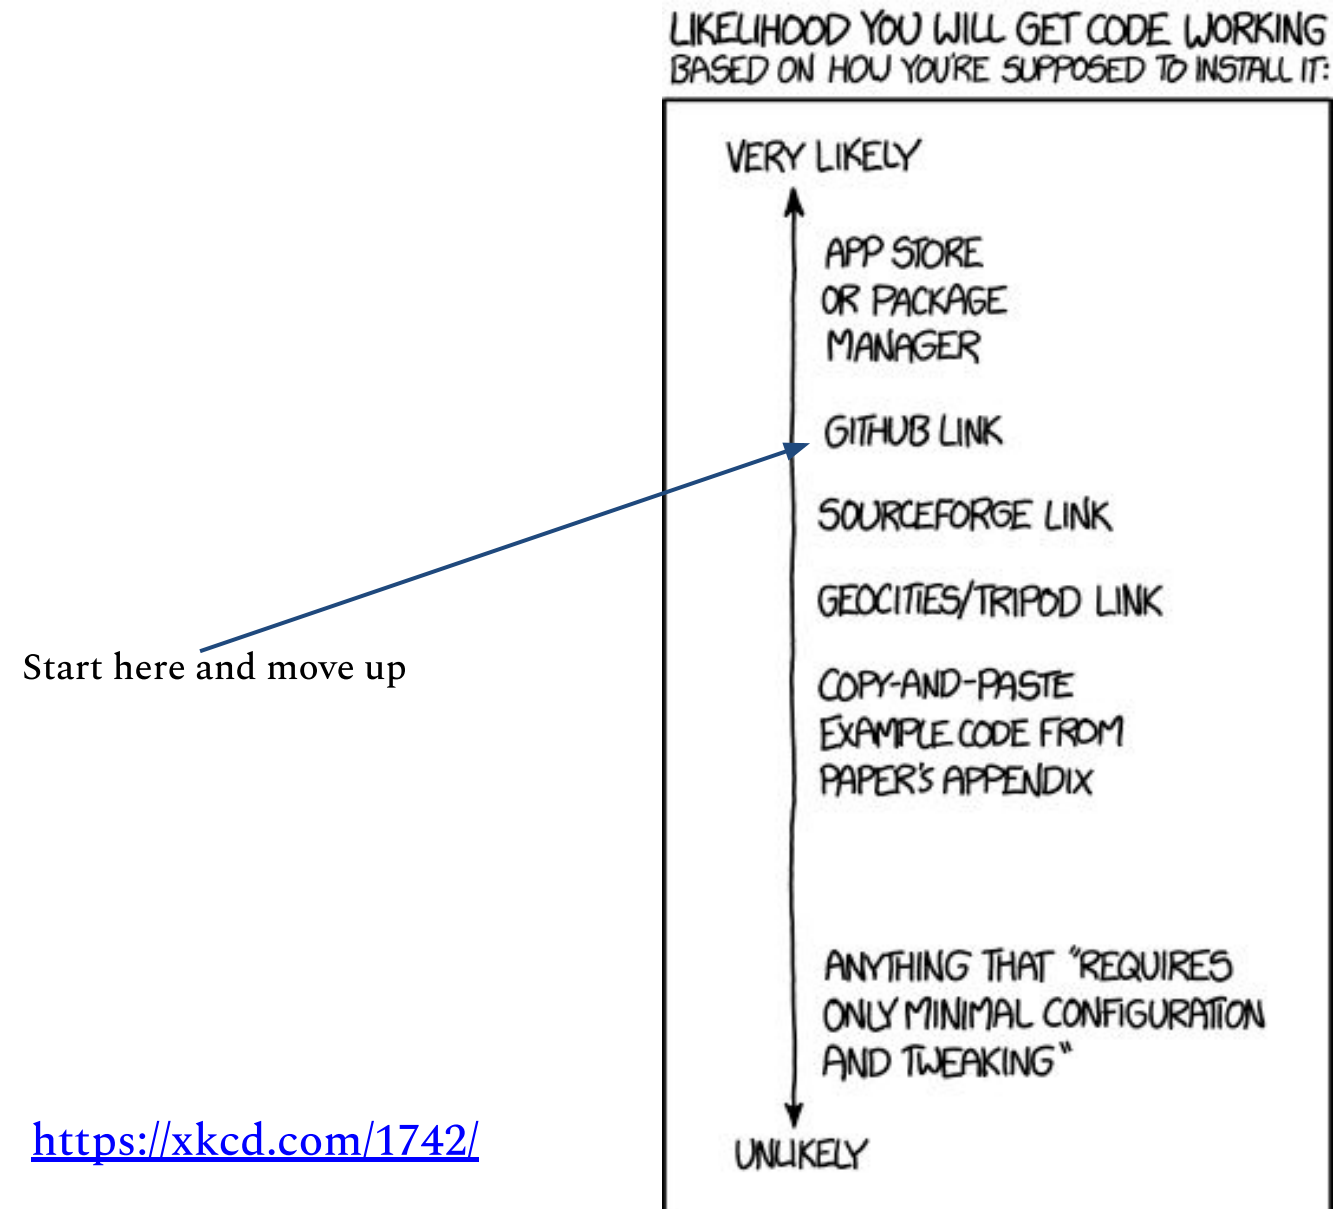 LIKELIHOOD YOU WILL GET CODE WORKING
BASED ON HOW YOU'RE SUPPOSED TO INSTALL IT:
VERY LIKELY
APP STORE
OR PACKAGE
MANAGER
GITHUB LINK
SOURCEFORGE LINK
GEOCITIES/TRIPOD LINK
Start here and move up
COPY-AND-PASTE
EXAMPLE CODE FROM
PAPER'S APPENDIX
ANYTHING THAT "REQUIRES
ONLY MINIMAL CONFIGURATION
AND TWEAKING"
https://xkcd.com/1742/
UNLIKELY